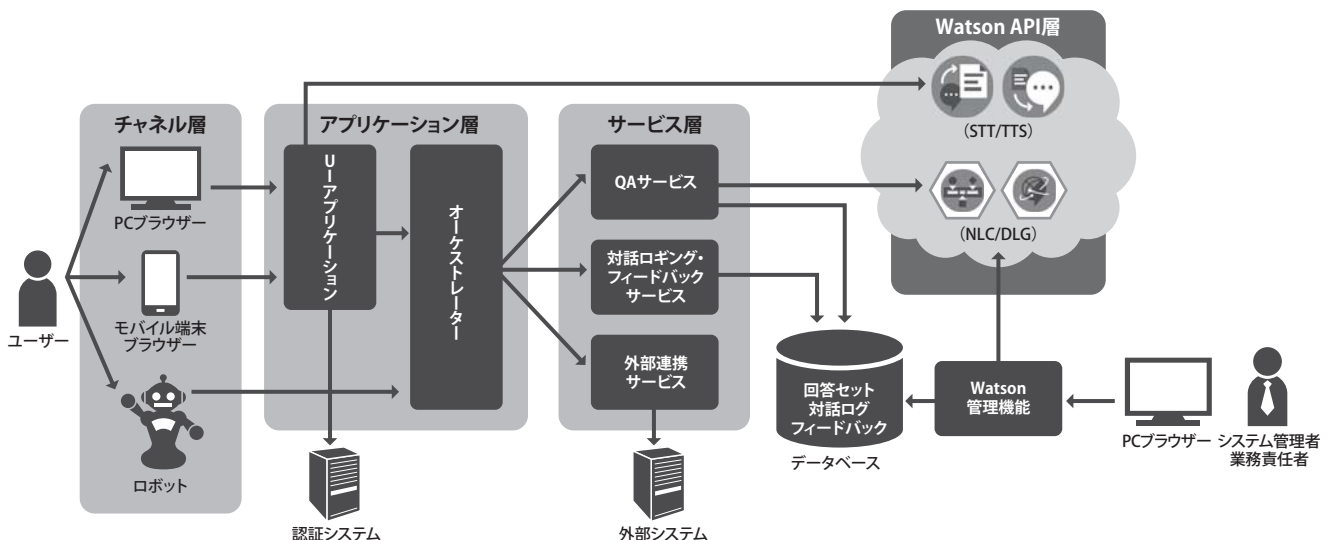 Watson API層
(STT/TTS)
(NLC/DLG)
チャネル層
PCブラウザー
モバイル端末
ブラウザー
ロボット
ユーザー
アプリケーション層
UIアプリケーション
オーケストレーター
認証システム
サービス層
QAサービス
対話ロギング・
フィードバック
サービス
外部連携
サービス
外部システム
回答セット
対話ログ
フィードバック
データベース
Watson
管理機能
PCブラウザー
システム管理者
業務責任者